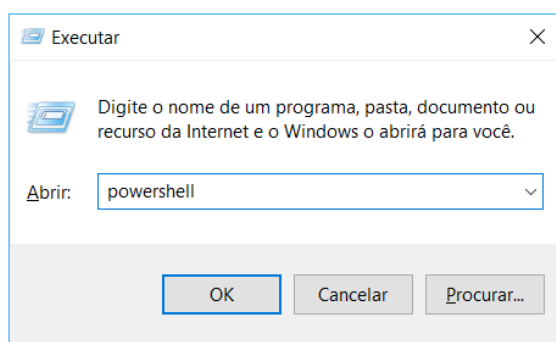 Executar
Digite o nome de um programa, pasta, documento ou
recurso da Internet e o Windows o abrirá para você.
Abrir: powershell
OK Cancelar Procurar...